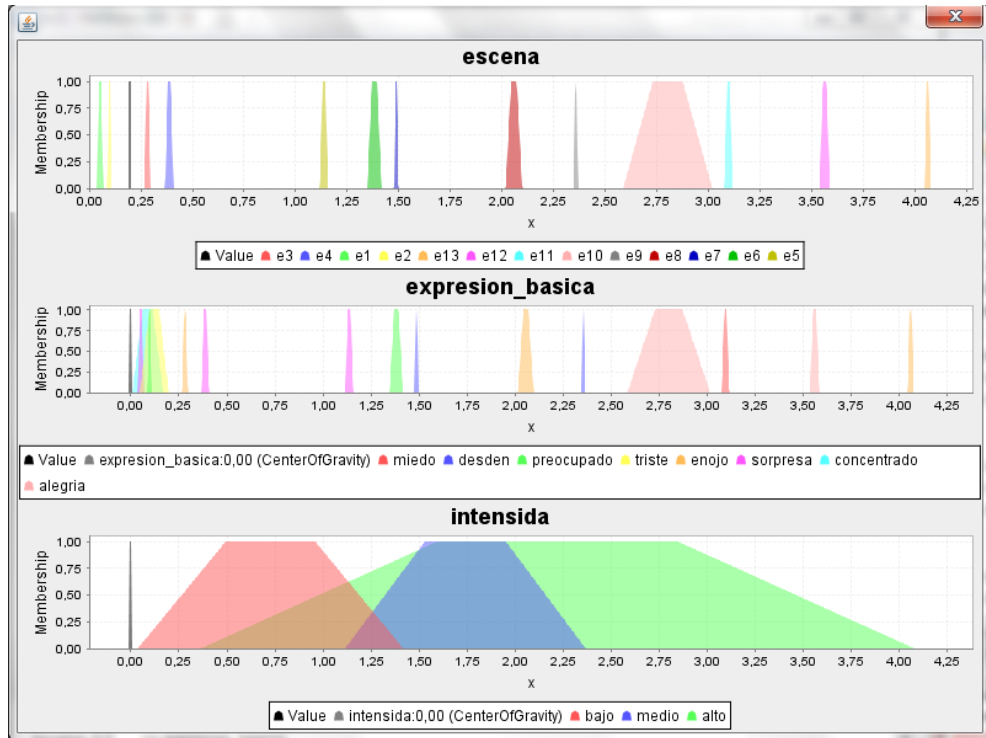 escena
Membership
1,00
0,75
0,50
0,25
0,00
0,00 0,25 0,50 0,75 1,00 1,25 1,50 1,75 2,00 2,25 2,50 2,75 3,00 3,25 3,50 3,75 4,00 4,25
x
Value e3 e4 e1 e2 e13 e12 e11 e10 e9 e8 e7 e6 e5
expresion_basica
Membership
1,00
0,75
0,50
0,25
0,00
0,00 0,25 0,50 0,75 1,00 1,25 1,50 1,75 2,00 2,25 2,50 2,75 3,00 3,25 3,50 3,75 4,00 4,25
x
Value expresion_basica:0,00 (CenterOfGravity) miedo desden preocupado triste enojo sorpresa concentrado
alegria
intensida
Membership
1,00
0,75
0,50
0,25
0,00
0,00 0,25 0,50 0,75 1,00 1,25 1,50 1,75 2,00 2,25 2,50 2,75 3,00 3,25 3,50 3,75 4,00 4,25
x
Value intensida:0,00 (CenterOfGravity) bajo medio alto